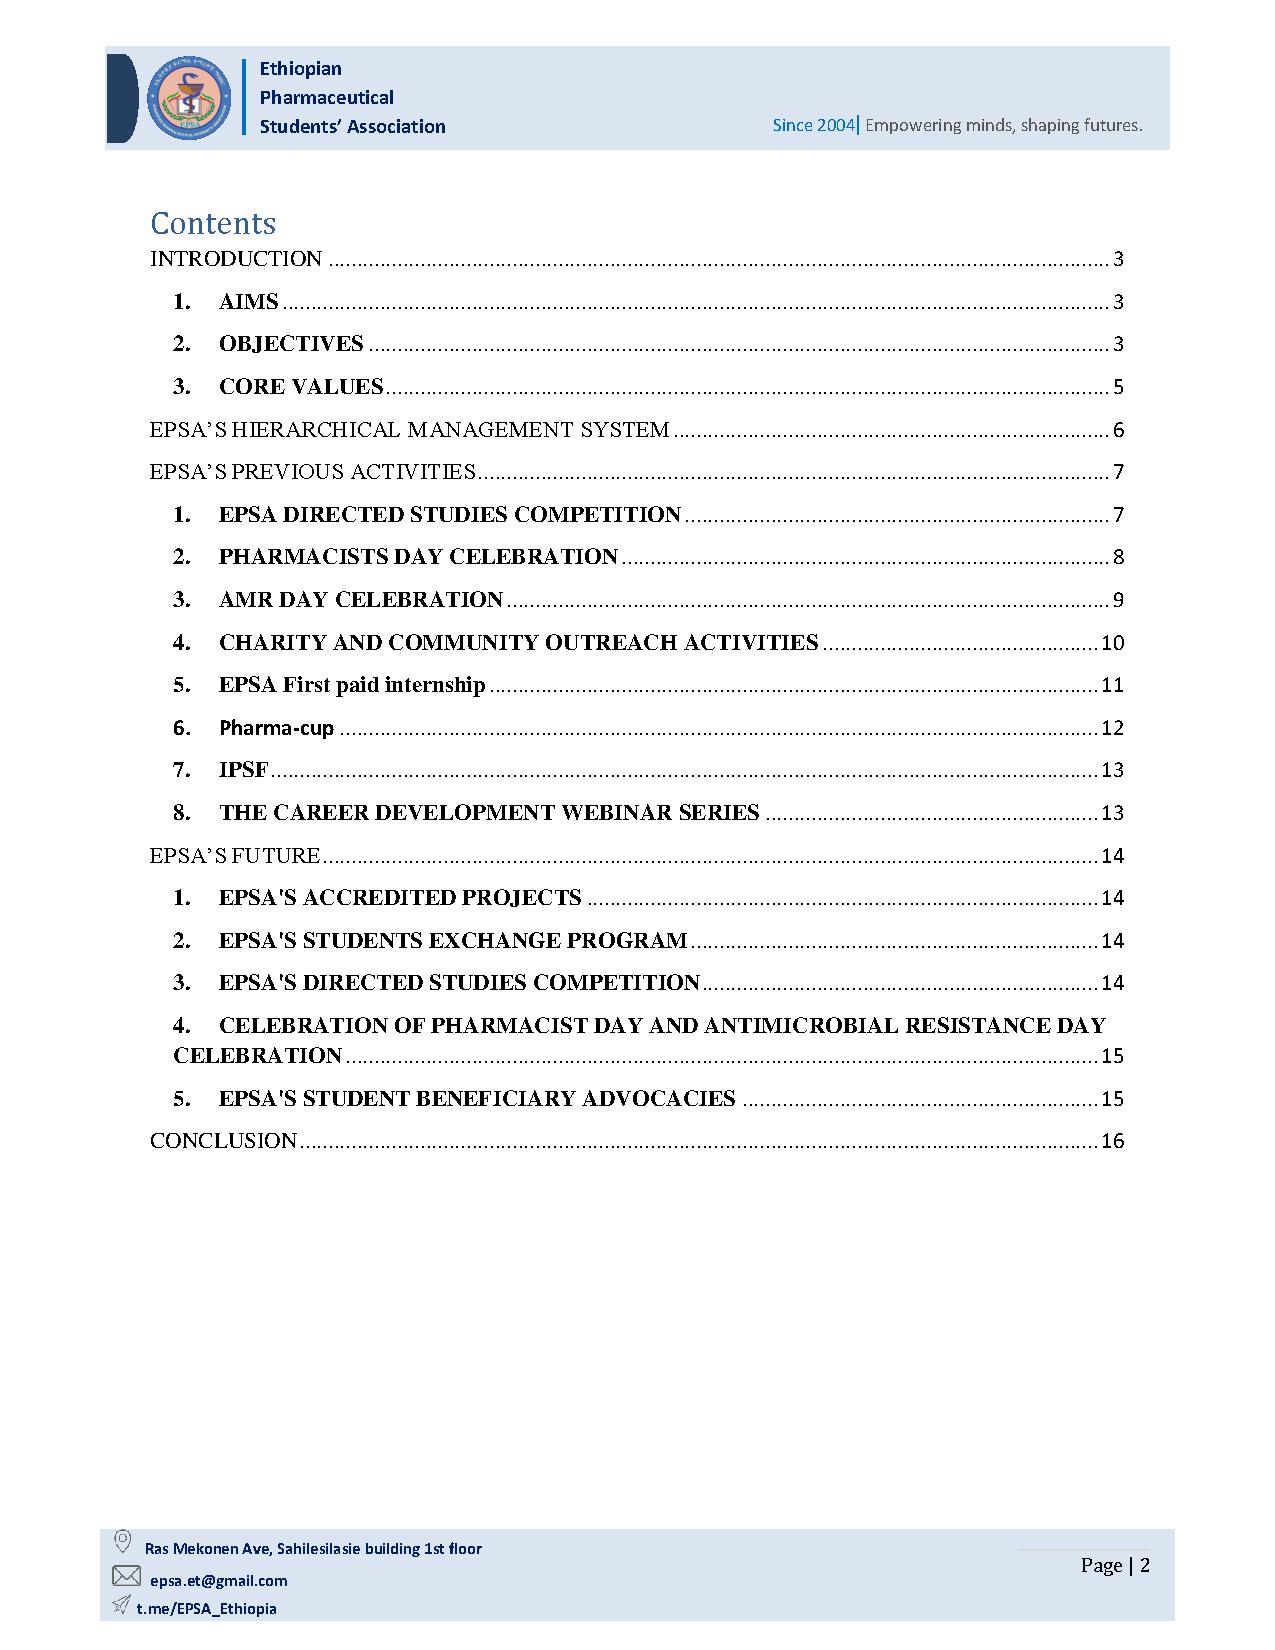 Ethiopian
Pharmaceutical
Students’ Association
Since 2004| Empowering minds, shaping futures.
EPSA
Contents
INTRODUCTION ........ 3
1. AIMS ........ 3
2. OBJECTIVES ........ 3
3. CORE VALUES ........ 5
EPSA’S HIERARCHICAL MANAGEMENT SYSTEM ........ 6
EPSA’S PREVIOUS ACTIVITIES ........ 7
1. EPSA DIRECTED STUDIES COMPETITION ........ 7
2. PHARMACISTS DAY CELEBRATION ........ 8
3. AMR DAY CELEBRATION ........ 9
4. CHARITY AND COMMUNITY OUTREACH ACTIVITIES ........ 10
5. EPSA First paid internship ........ 11
6. Pharma-cup ........ 12
7. IPSF ........ 13
8. THE CAREER DEVELOPMENT WEBINAR SERIES ........ 13
EPSA’S FUTURE ........ 14
1. EPSA'S ACCREDITED PROJECTS ........ 14
2. EPSA'S STUDENTS EXCHANGE PROGRAM ........ 14
3. EPSA'S DIRECTED STUDIES COMPETITION ........ 14
4. CELEBRATION OF PHARMACIST DAY AND ANTIMICROBIAL RESISTANCE DAY
CELEBRATION ........ 15
5. EPSA'S STUDENT BENEFICIARY ADVOCACIES ........ 15
CONCLUSION ........ 16
Ras Mekonen Ave, Sahilesilasie building 1st floor
epsa.et@gmail.com
t.me/EPSA_Ethiopia
Page | 2